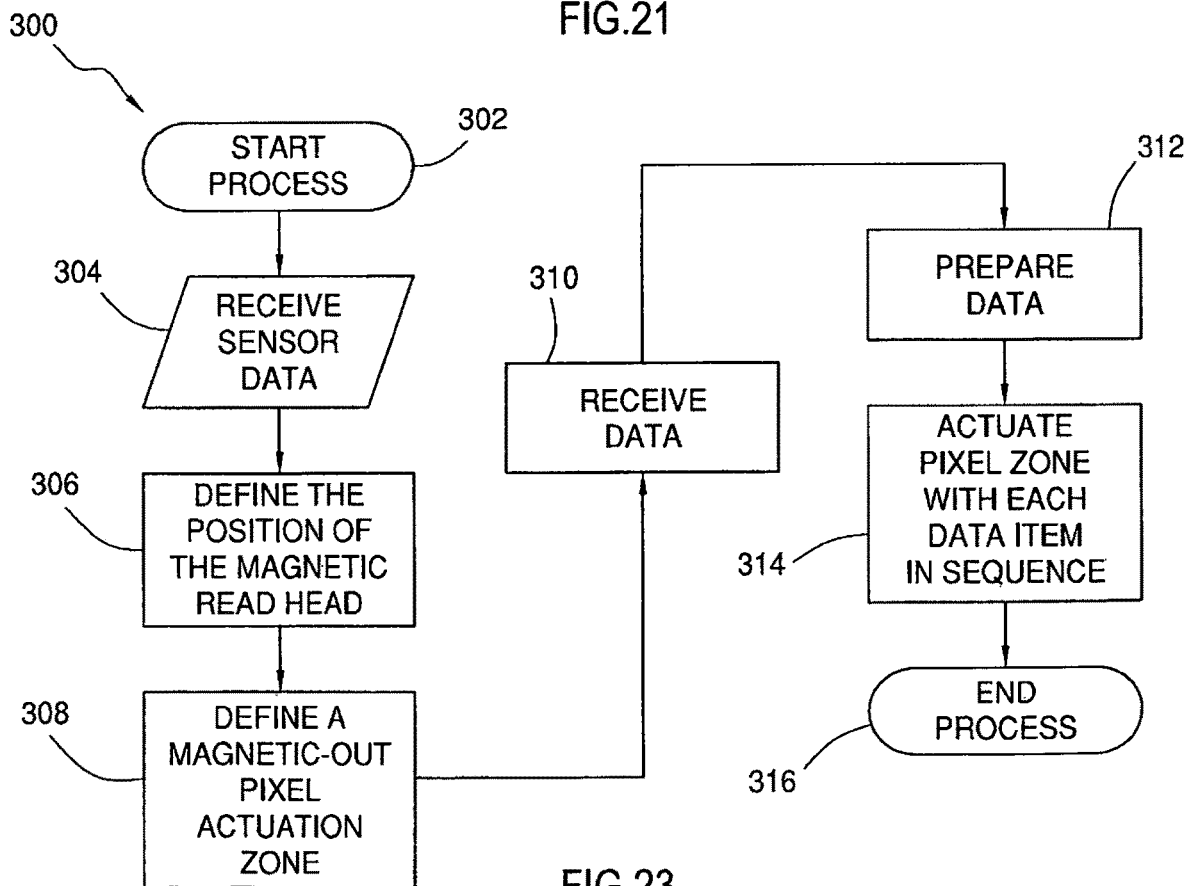 FIG.21
300
START
PROCESS
302
304
RECEIVE
SENSOR
DATA
306
DEFINE THE
POSITION OF
THE MAGNETIC
READ HEAD
308
DEFINE A
MAGNETIC-OUT
PIXEL
ACTUATION
ZONE
310
RECEIVE
DATA
312
PREPARE
DATA
314
ACTUATE
PIXEL ZONE
WITH EACH
DATA ITEM
IN SEQUENCE
END
PROCESS
316
FIG.23